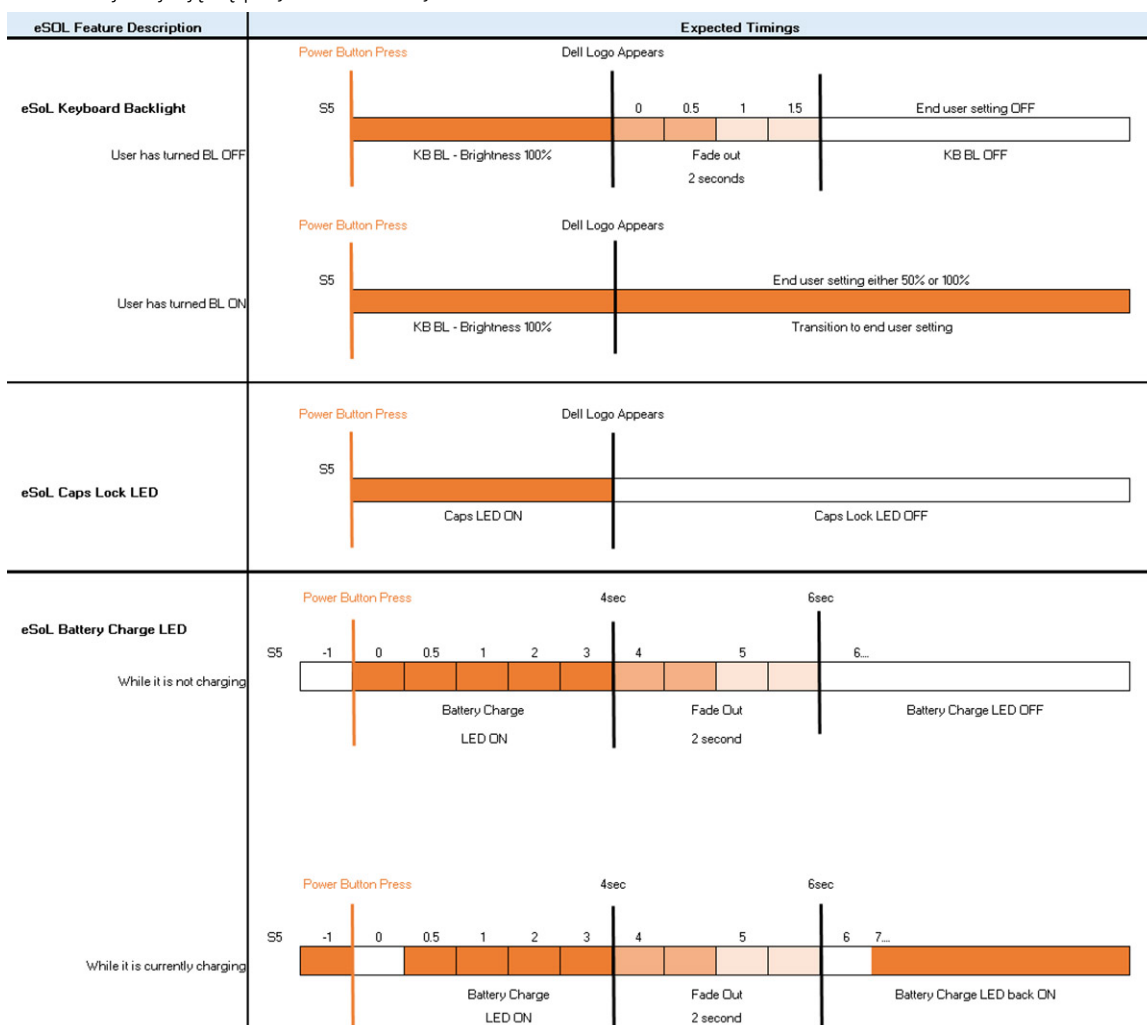 eSOL Feature Description
Expected Timings
Power Button Press
Dell Logo Appears
eSoL Keyboard Backlight
S5
0 0.5 1 1.5
End user setting OFF
User has turned BL OFF
KB BL - Brightness 100%
Fade out
KB BL OFF
2 seconds
Power Button Press
Dell Logo Appears
S5
End user setting either 50% or 100%
User has turned BL ON
KB BL - Brightness 100%
Transition to end user setting
Power Button Press
Dell Logo Appears
S5
eSoL Caps Lock LED
Caps LED ON
Caps Lock LED OFF
Power Button Press
4sec
6sec
eSoL Battery Charge LED
S5 -1 0 0.5 1 2 3 4 5 6...
While it is not charging
Battery Charge
Fade Out
Battery Charge LED OFF
LED ON
2 second
Power Button Press
4sec
6sec
S5 -1 0 0.5 1 2 3 4 5 6 7...
While it is currently charging
Battery Charge
Fade Out
Battery Charge LED back ON
LED ON
2 second